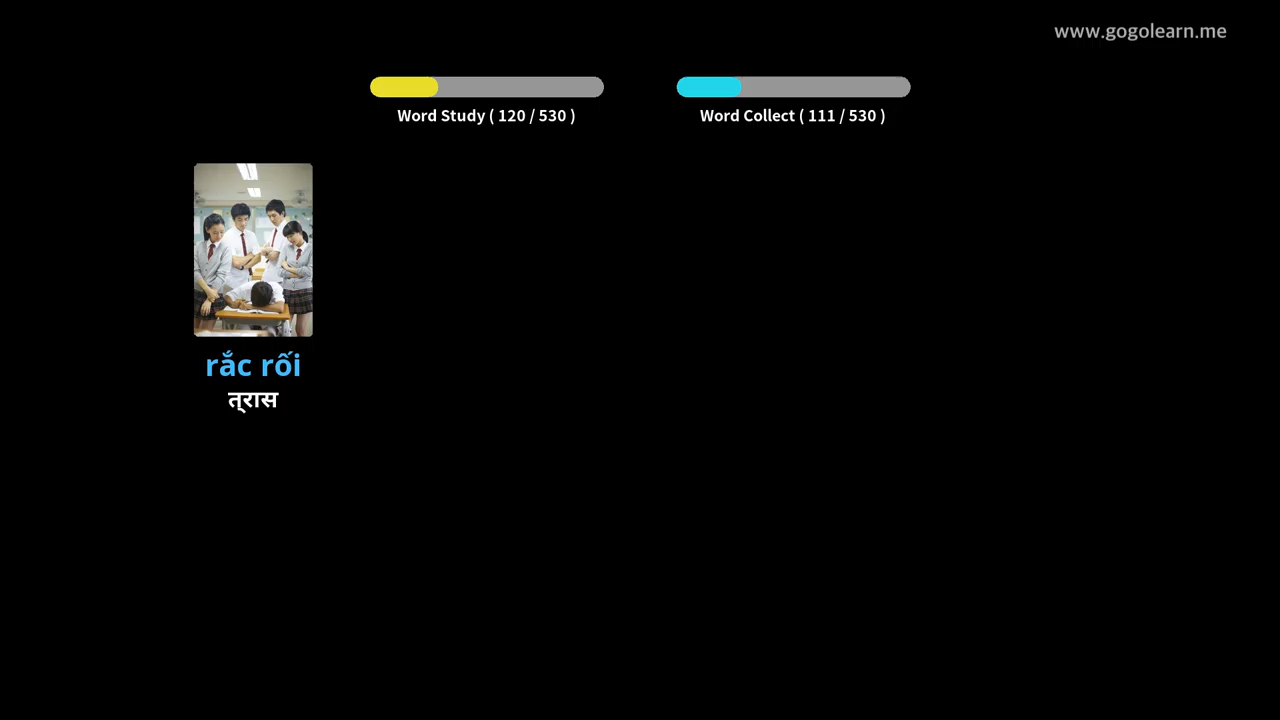 www.gogolearn.me
Word Study ( 120 / 530 )
Word Collect ( 111 / 530 )
rắc rối
त्रास